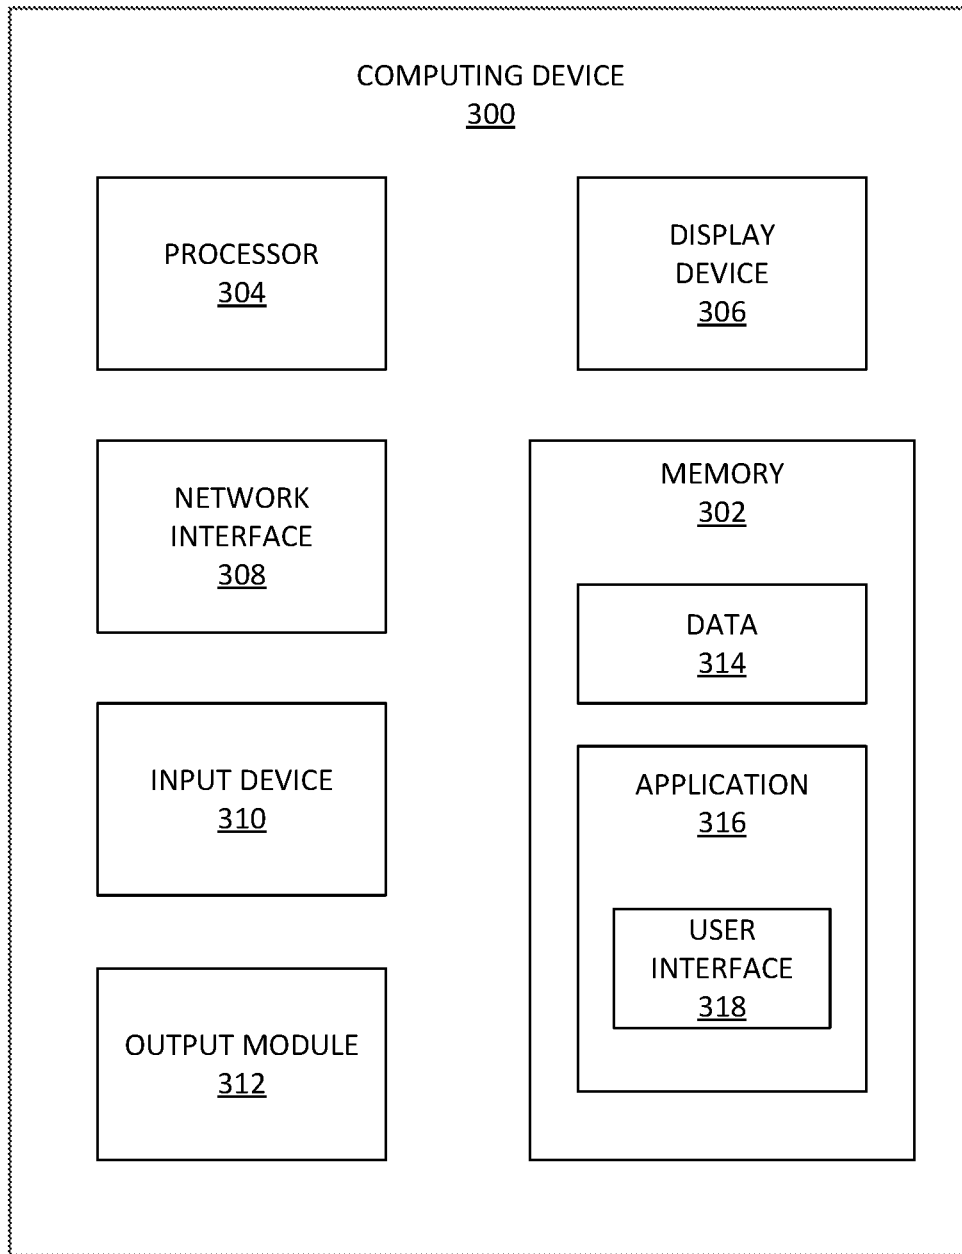 COMPUTING DEVICE
300
PROCESSOR
304
DISPLAY
DEVICE
306
NETWORK
INTERFACE
308
MEMORY
302
DATA
314
INPUT DEVICE
310
APPLICATION
316
USER
INTERFACE
318
OUTPUT MODULE
312